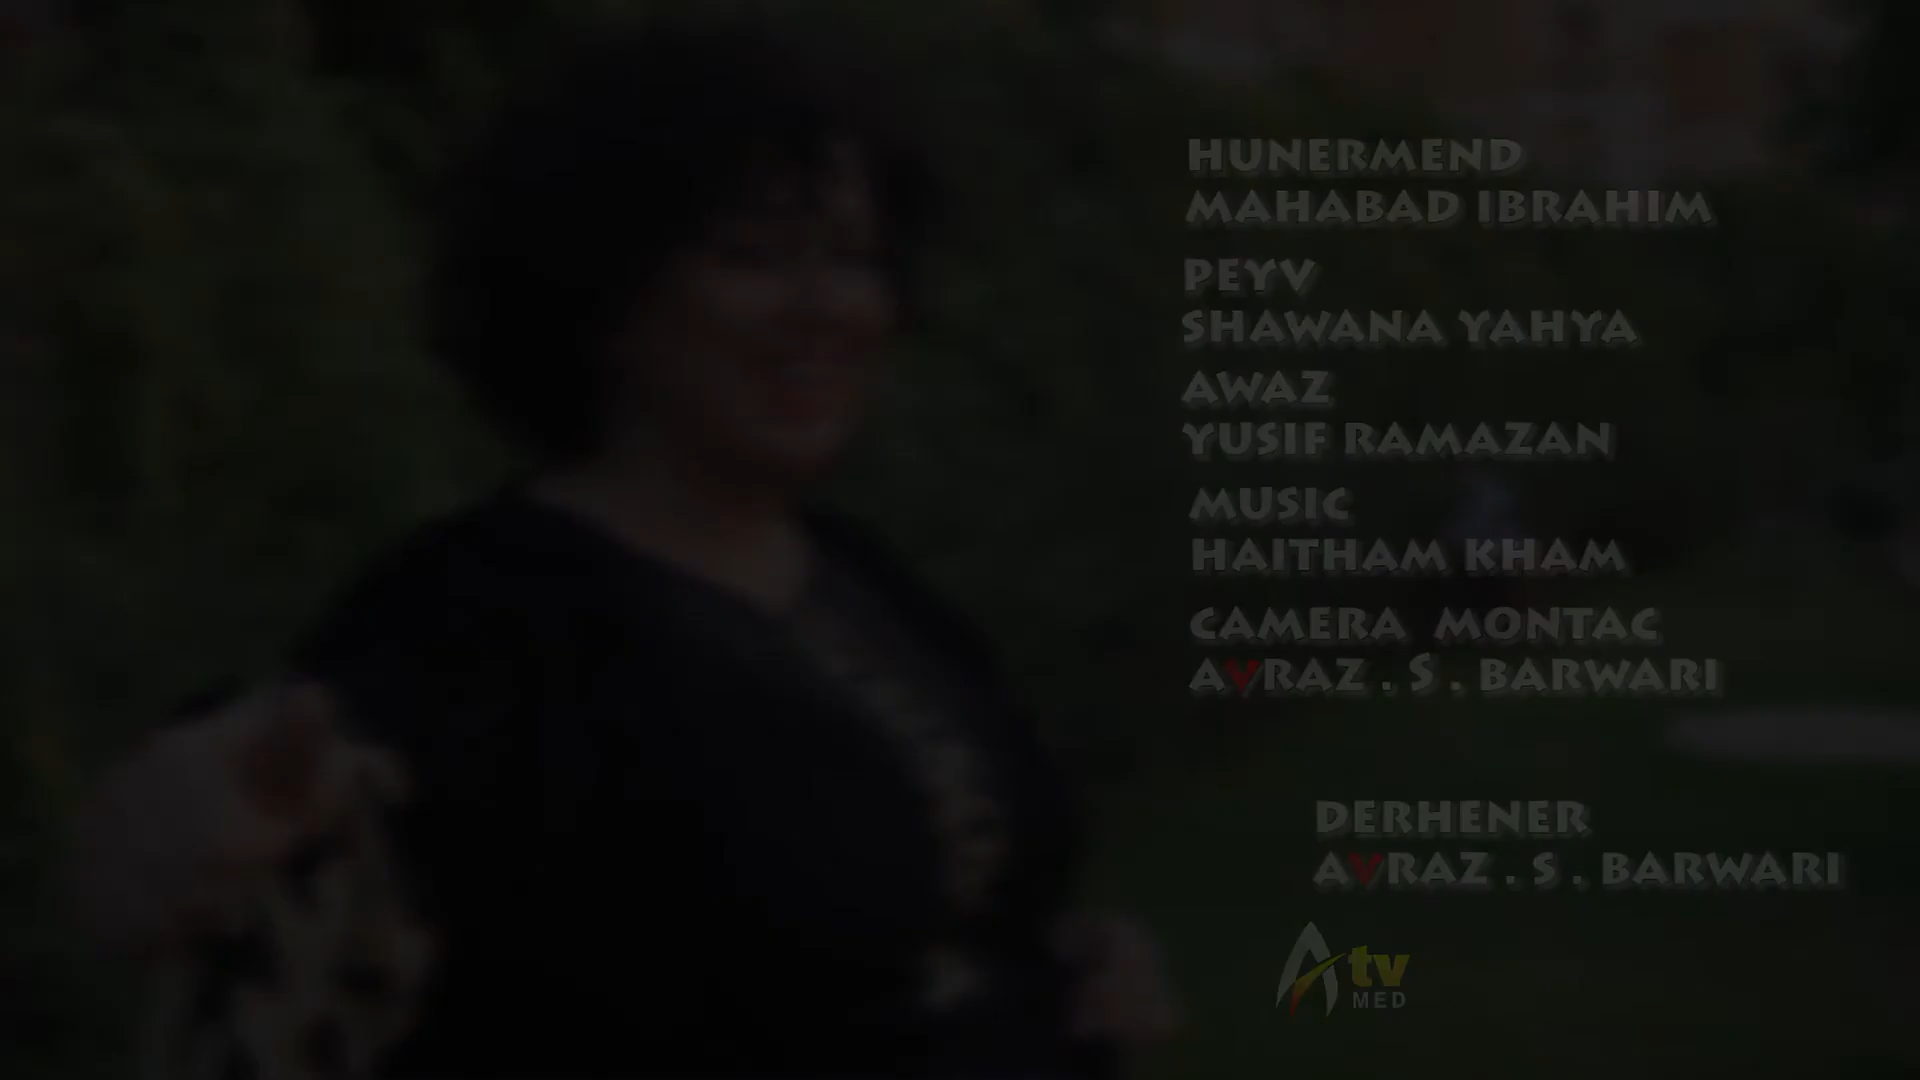 HUNERMEND
MAHABAD IBRAHIM
PEYV
SHAWANA YAHYA
AWAZ
YUSIF RAMAZAN
MUSIC
HAITHAM KHAM
CAMERA MONTAC
AVRAZ . S . BARWARI
DERHENER
AVRAZ . S . BARWARI
A tv
MED